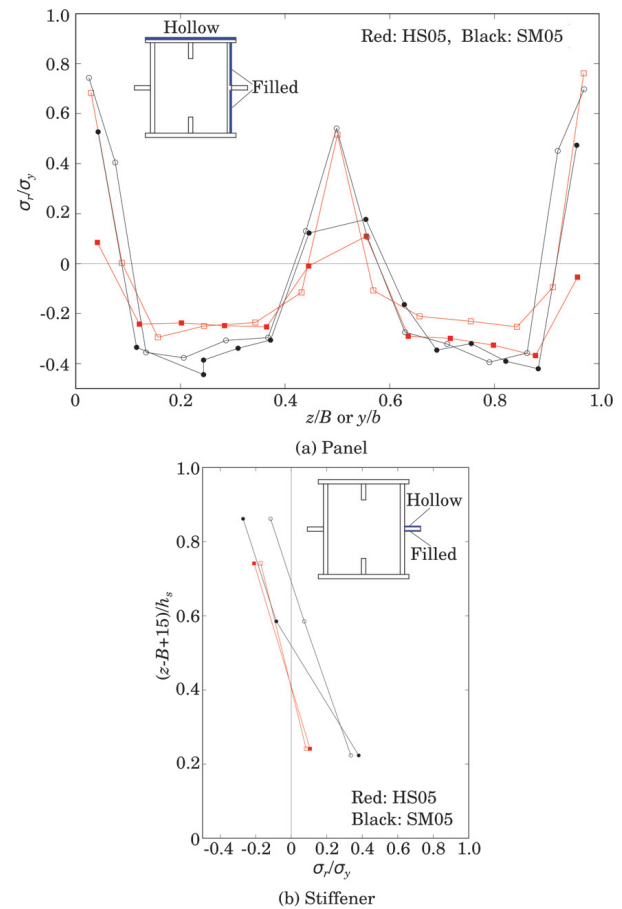 Hollow
Red: HS05, Black: SM05
Filled
1.0
0.8
0.6
0.4
0.2
0
-0.2
-0.4
σr/σy
0 0.2 0.4 0.6 0.8 1.0
z/B or y/b
(a) Panel
1.0
0.8
0.6
0.4
0.2
0
(z-B+15)/hs
Hollow
Filled
Red: HS05
Black: SM05
-0.4 -0.2 0 0.2 0.4 0.6 0.8 1.0
σr/σy
(b) Stiffener